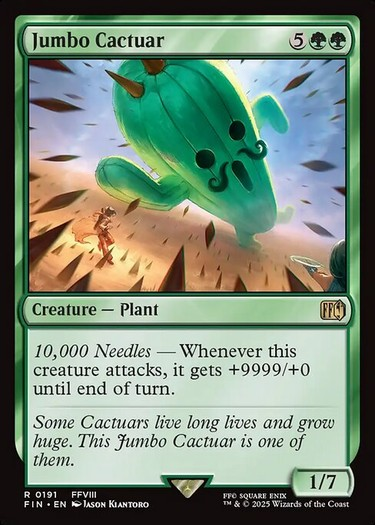 Jumbo Cactuar 5
Creature — Plant
10,000 Needles — Whenever this
creature attacks, it gets +9999/+0
until end of turn.
Some Cactuars live long lives and grow
huge. This Jumbo Cactuar is one of
them.
1/7
R 0191 FFVIII
FIN • EN Jason Kiantoro
FF© SQUARE ENIX
™ & © 2025 Wizards of the Coast